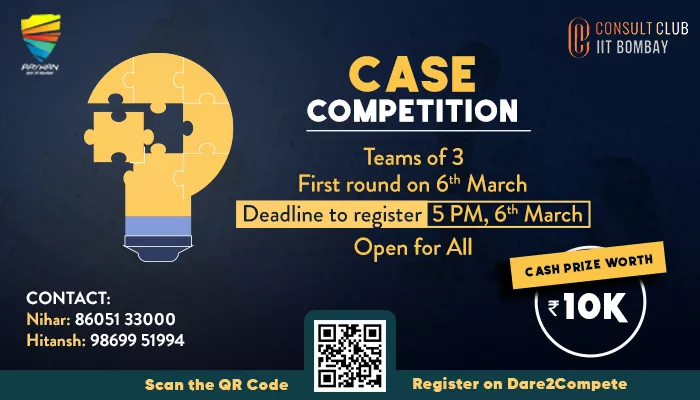 AARYAN
CONSULT CLUB
IIT BOMBAY
CASE
COMPETITION
Teams of 3
First round on 6th March
Deadline to register 5 PM, 6th March
Open for All
CASH PRIZE WORTH
₹10K
CONTACT:
Nihar: 86051 33000
Hitansh: 98699 51994
Scan the QR Code
Register on Dare2Compete